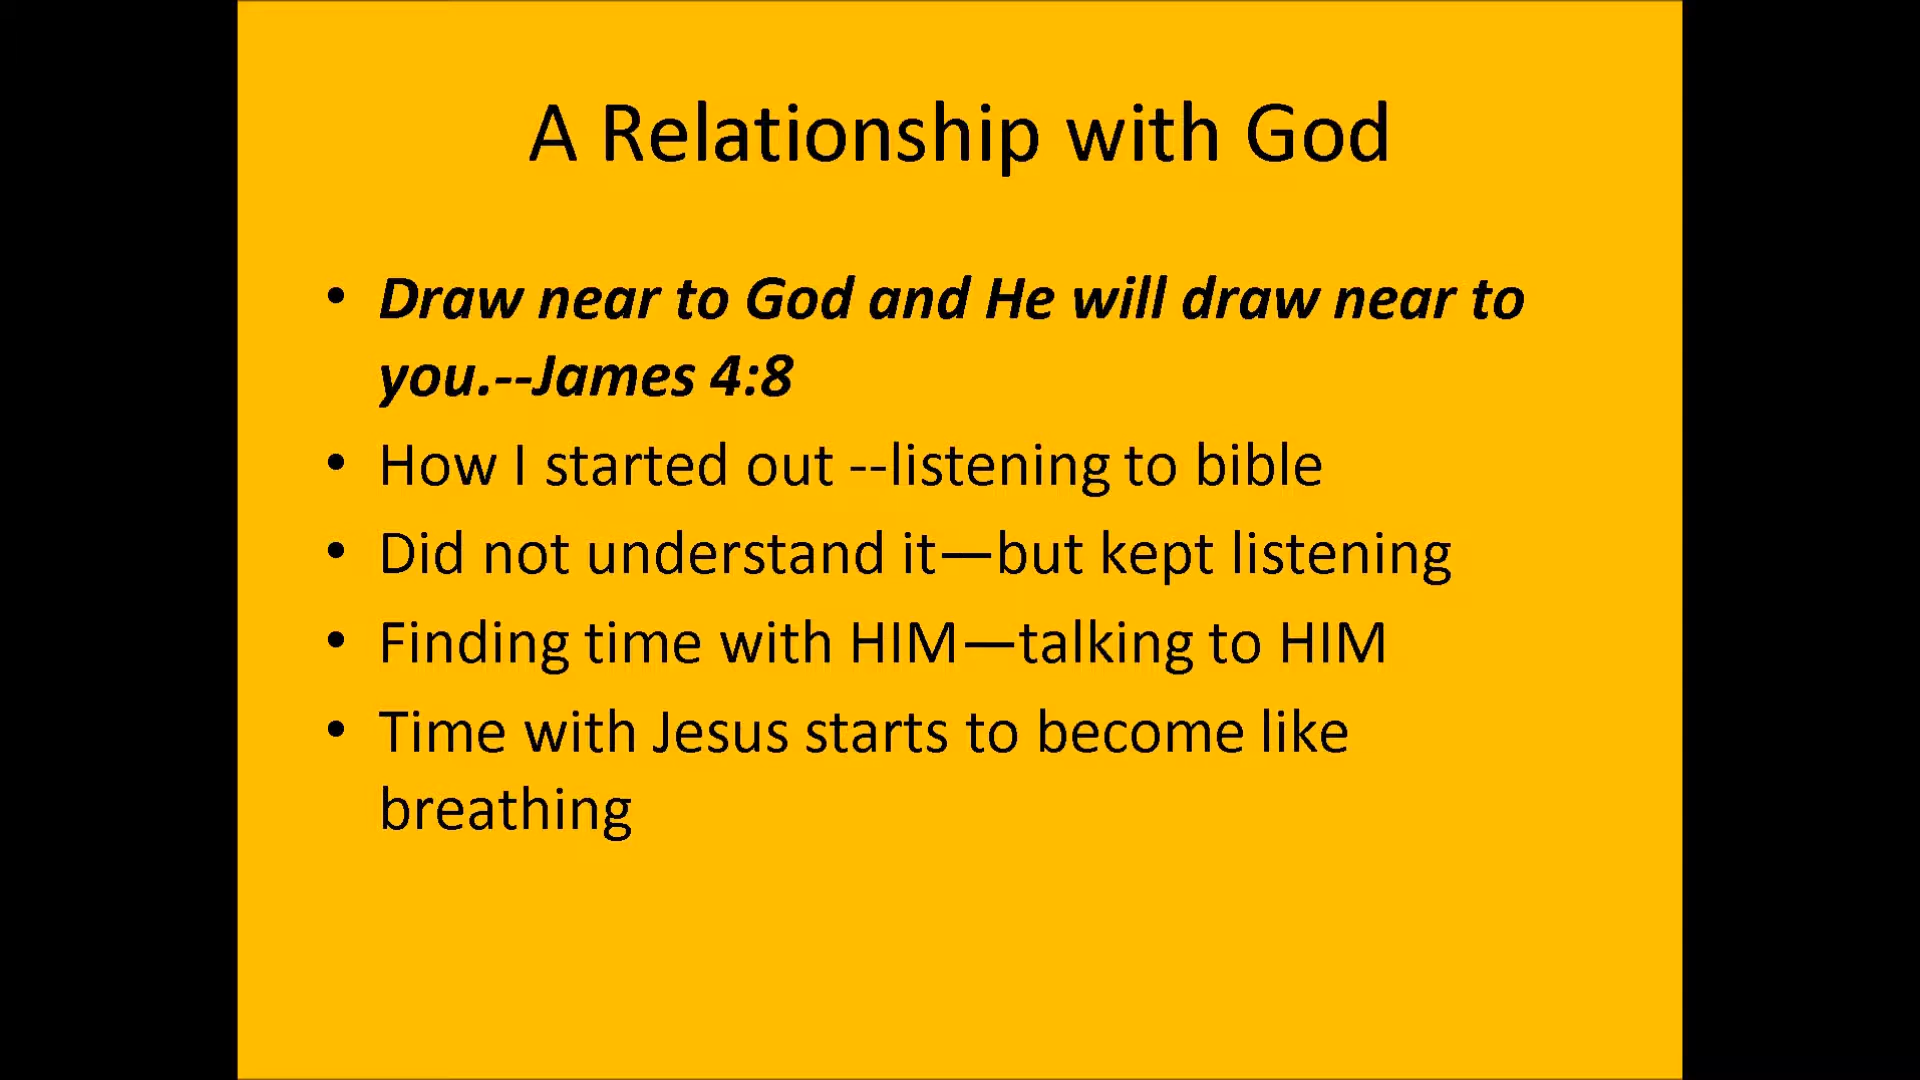 A Relationship with God
• Draw near to God and He will draw near to
you.--James 4:8
• How I started out --listening to bible
• Did not understand it—but kept listening
• Finding time with HIM—talking to HIM
• Time with Jesus starts to become like
breathing